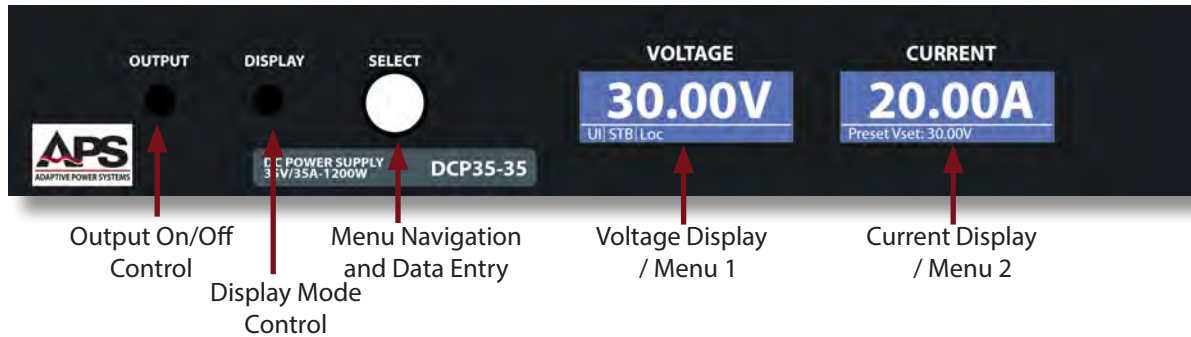 OUTPUT DISPLAY SELECT VOLTAGE CURRENT
30.00V
UI| STB| Loc
20.00A
Preset Vset: 30.00V
APS
ADAPTIVE POWER SYSTEMS
DC POWER SUPPLY
35V/35A-1200W
DCP35-35
Output On/Off
Control
Display Mode
Control
Menu Navigation
and Data Entry
Voltage Display
/ Menu 1
Current Display
/ Menu 2